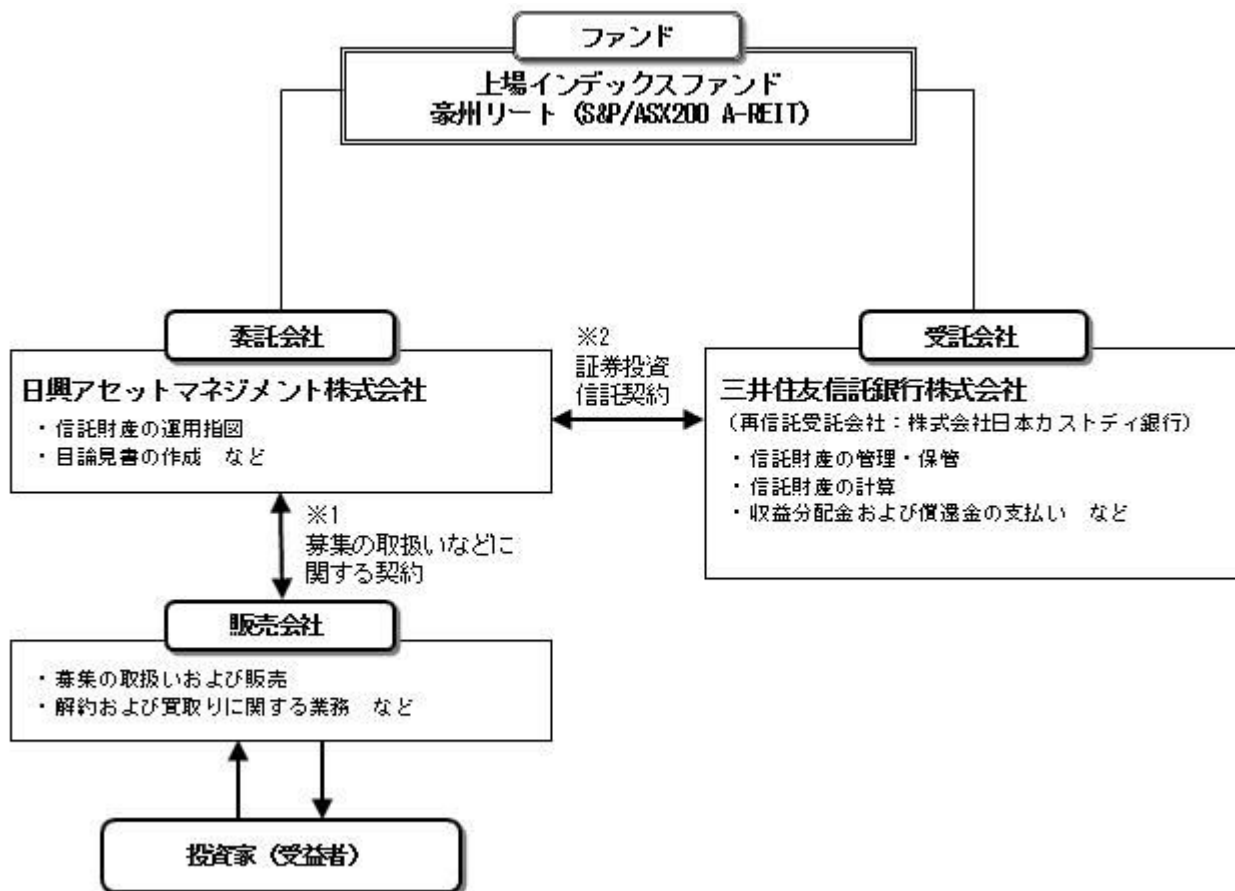 ファンド
上場インデックスファンド
豪州リート (S&P/ASX200 A-REIT)
委託会社
日興アセットマネジメント株式会社
・信託財産の運用指図
・目論見書の作成　など
※2
証券投資
信託契約
受託会社
三井住友信託銀行株式会社
（再信託受託会社：株式会社日本カストディ銀行）
・信託財産の管理・保管
・信託財産の計算
・収益分配金および償還金の支払い　など
※1
募集の取扱いなどに
関する契約
販売会社
・募集の取扱いおよび販売
・解約および買取りに関する業務　など
投資家（受益者）